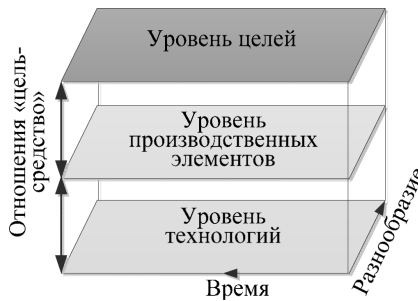 Уровень целей
Отношения «цель-
средство»
Уровень
производственных
элементов
Уровень
технологий
Время
Разнообразие